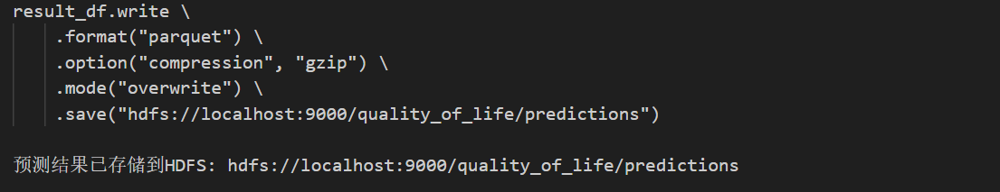 result_df.write \
.format("parquet") \
.option("compression", "gzip") \
.mode("overwrite") \
.save("hdfs://localhost:9000/quality_of_life/predictions")
预测结果已存储到HDFS: hdfs://localhost:9000/quality_of_life/predictions